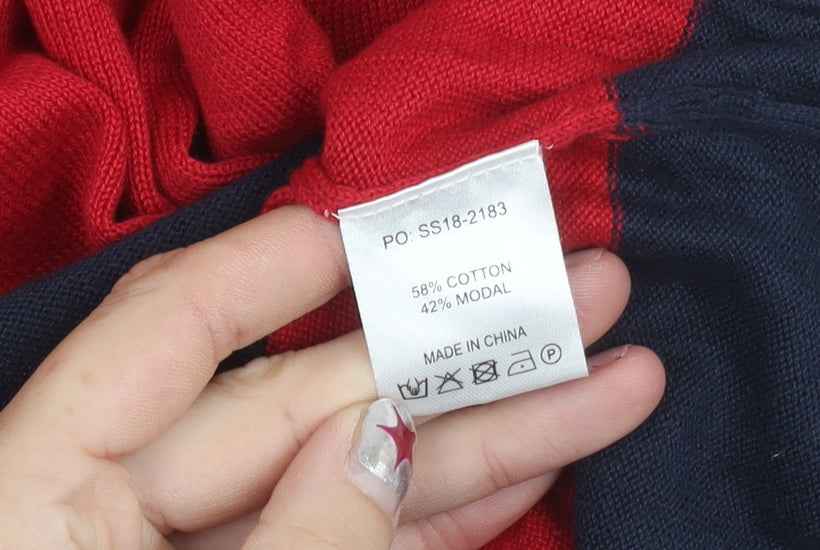 PO: SS18-2183
58% COTTON
42% MODAL
MADE IN CHINA
P